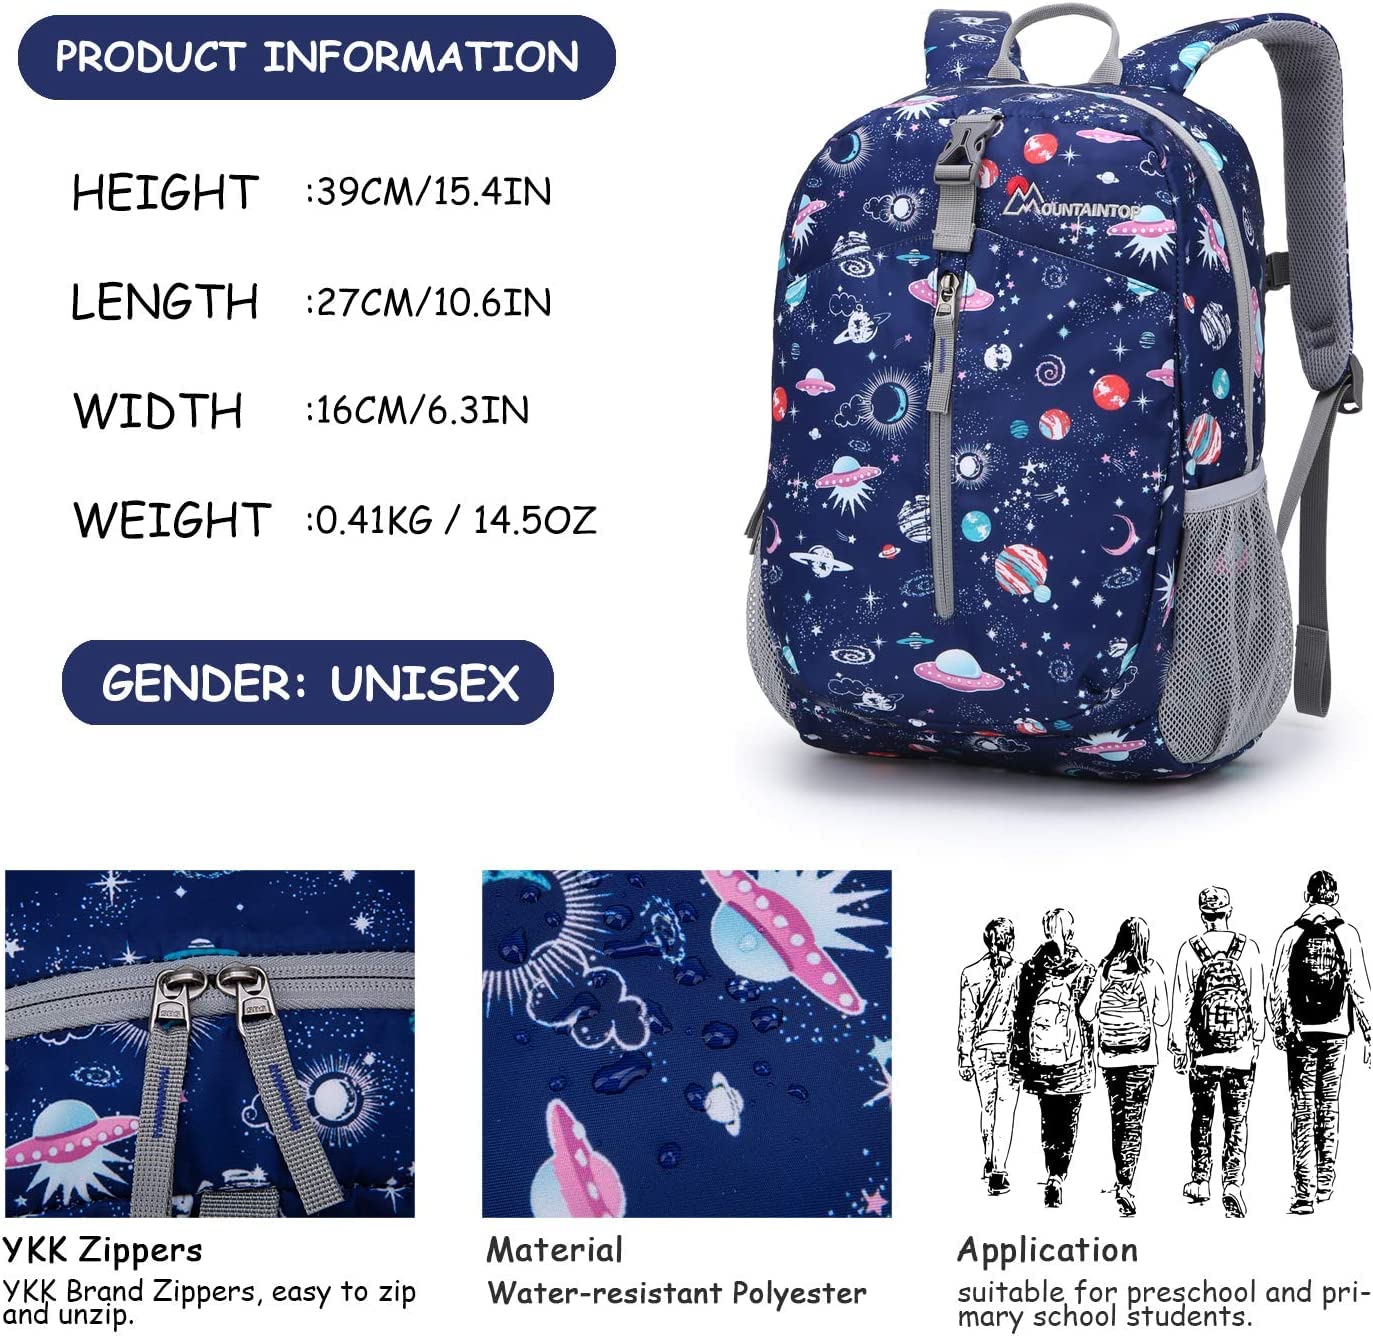 PRODUCT INFORMATION
HEIGHT :39CM/15.4IN
LENGTH :27CM/10.6IN
WIDTH :16CM/6.3IN
WEIGHT :0.41KG / 14.5OZ
GENDER: UNISEX
MOUNTAINTOP
YKK Zippers
YKK Brand Zippers, easy to zip
and unzip.
Material
Water-resistant Polyester
Application
suitable for preschool and pri-
mary school students.